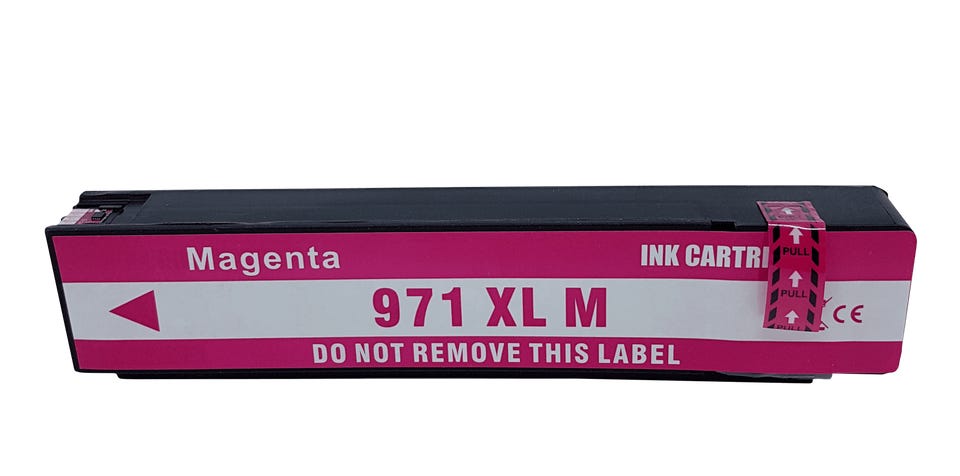 Magenta
INK CARTRI
PULL
971 XL M
PULL
CE
PULL
DO NOT REMOVE THIS LABEL